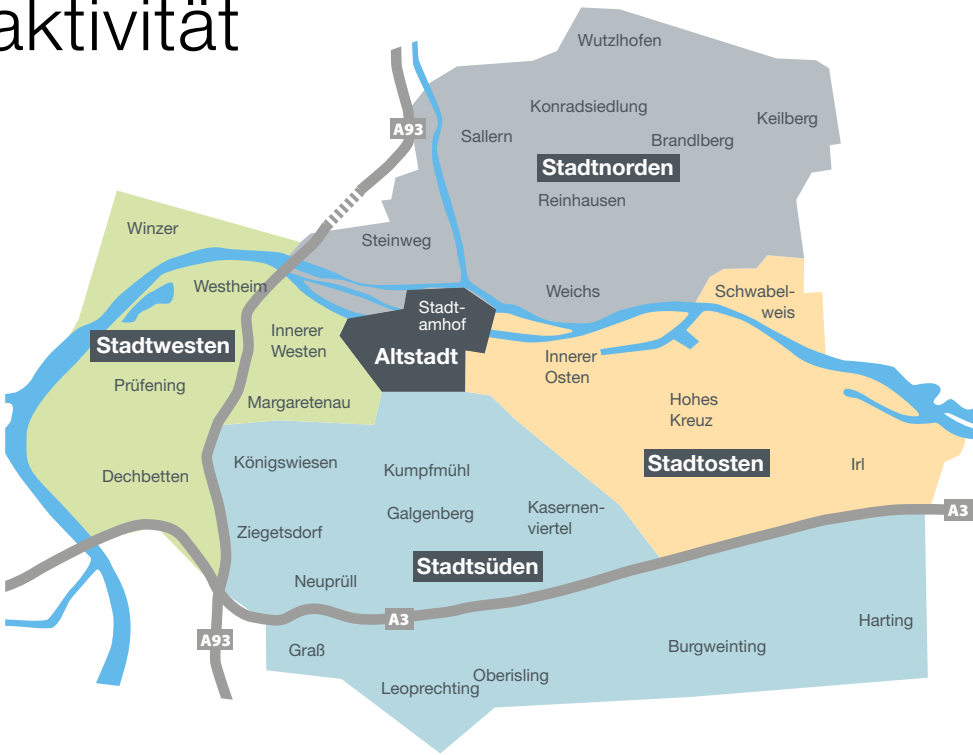 aktivität
Wutzlhofen
Konradsiedlung
Keilberg
A93
Sallern
Brandlberg
Stadtnorden
Reinhausen
Winzer
Steinweg
Westheim
Weichs
Schwabel-
weis
Stadt-
amhof
Innerer
Westen
Stadtwesten
Altstadt
Innerer
Osten
Prüfening
Margaretenau
Hohes
Kreuz
Königswiesen
Kumpfmühl
Stadtosten
Irl
Dechbetten
Galgenberg
Kasernen-
viertel
A3
Ziegetsdorf
Stadtsüden
Neuprüll
A3
A93
Harting
Graß
Burgweinting
Oberisling
Leoprechting